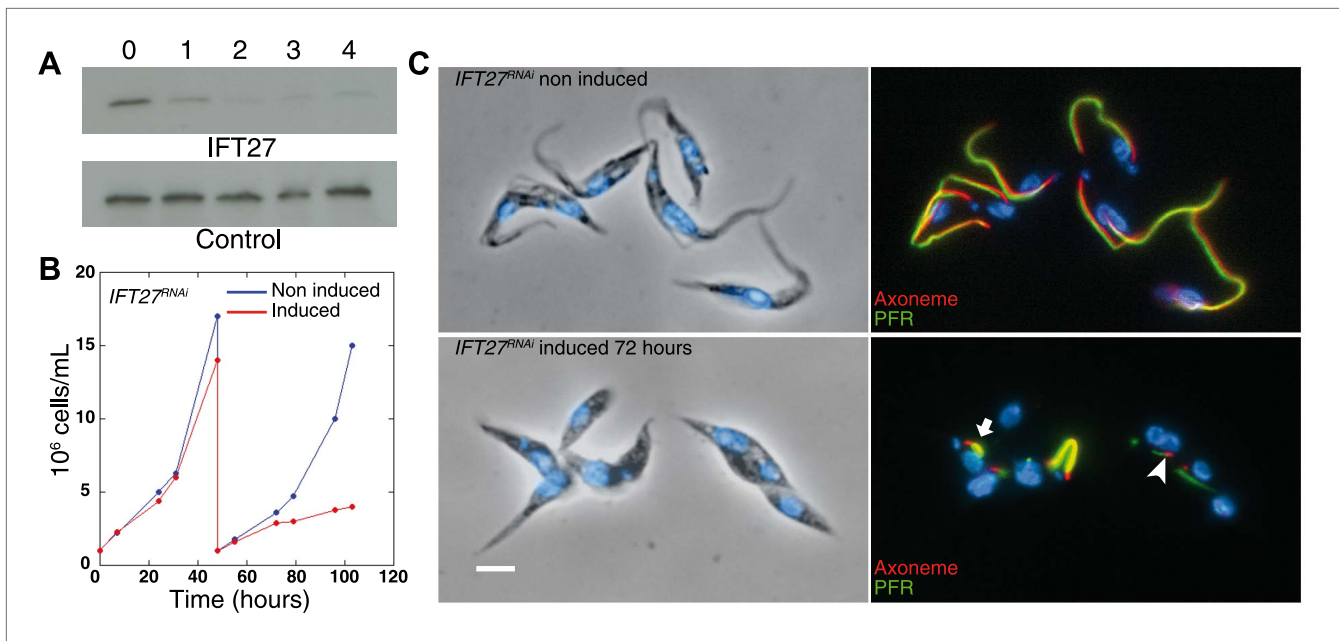 A
0 1 2 3 4
IFT27
Control
B
IFT27RNAi
Non induced
Induced
20
15
10
5
0
10⁶ cells/mL
0 20 40 60 80 100 120
Time (hours)
C
IFT27RNAi non induced
Axoneme
PFR
IFT27RNAi induced 72 hours
Axoneme
PFR